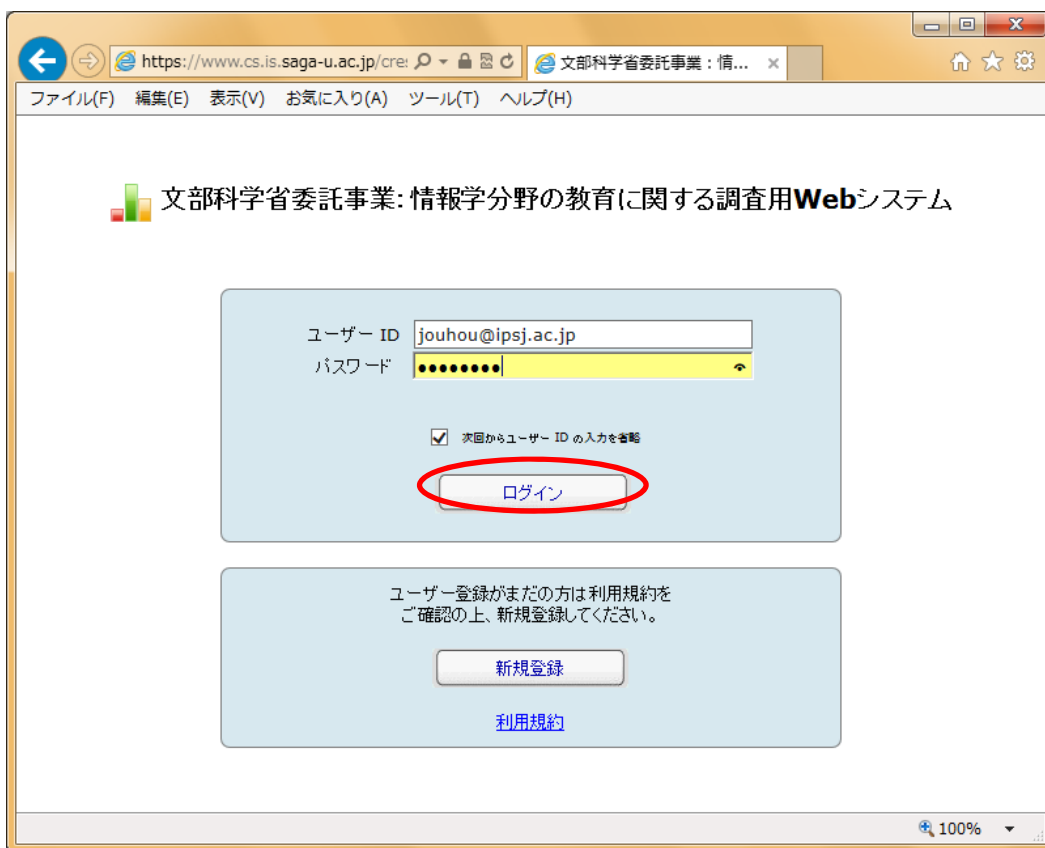 https://www.cs.is.saga-u.ac.jp/cre
文部科学省委託事業：情...
ファイル(F) 編集(E) 表示(V) お気に入り(A) ツール(T) ヘルプ(H)
文部科学省委託事業: 情報学分野の教育に関する調査用Webシステム
ユーザー ID jouhou@ipsj.ac.jp
パスワード ●●●●●●●●
次回からユーザー ID の入力を省略
ログイン
ユーザー登録がまだの方は利用規約を
ご確認の上、新規登録してください。
新規登録
利用規約
100%